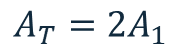 A_T = 2A_1